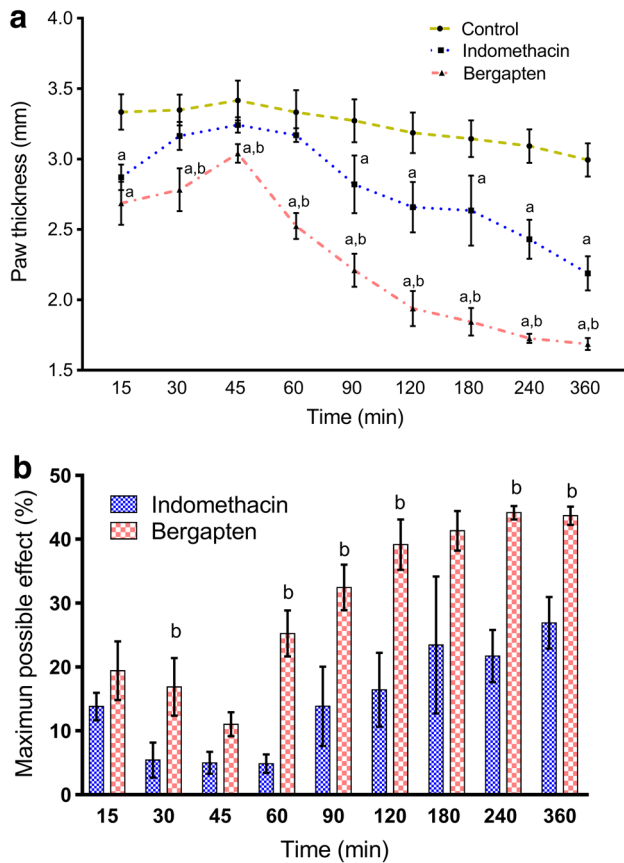 a
Control
Indomethacin
Bergapten
Paw thickness (mm)
4.0
3.5
3.0
2.5
2.0
1.5
a
a
a,b
a,b
a,b
a
a,b
a
a,b
a
a,b
a
a,b
a
a,b
15 30 45 60 90 120 180 240 360
Time (min)
b
Indomethacin
Bergapten
Maximun possible effect (%)
50
40
30
20
10
0
b
b
b
b
b
b
15 30 45 60 90 120 180 240 360
Time (min)